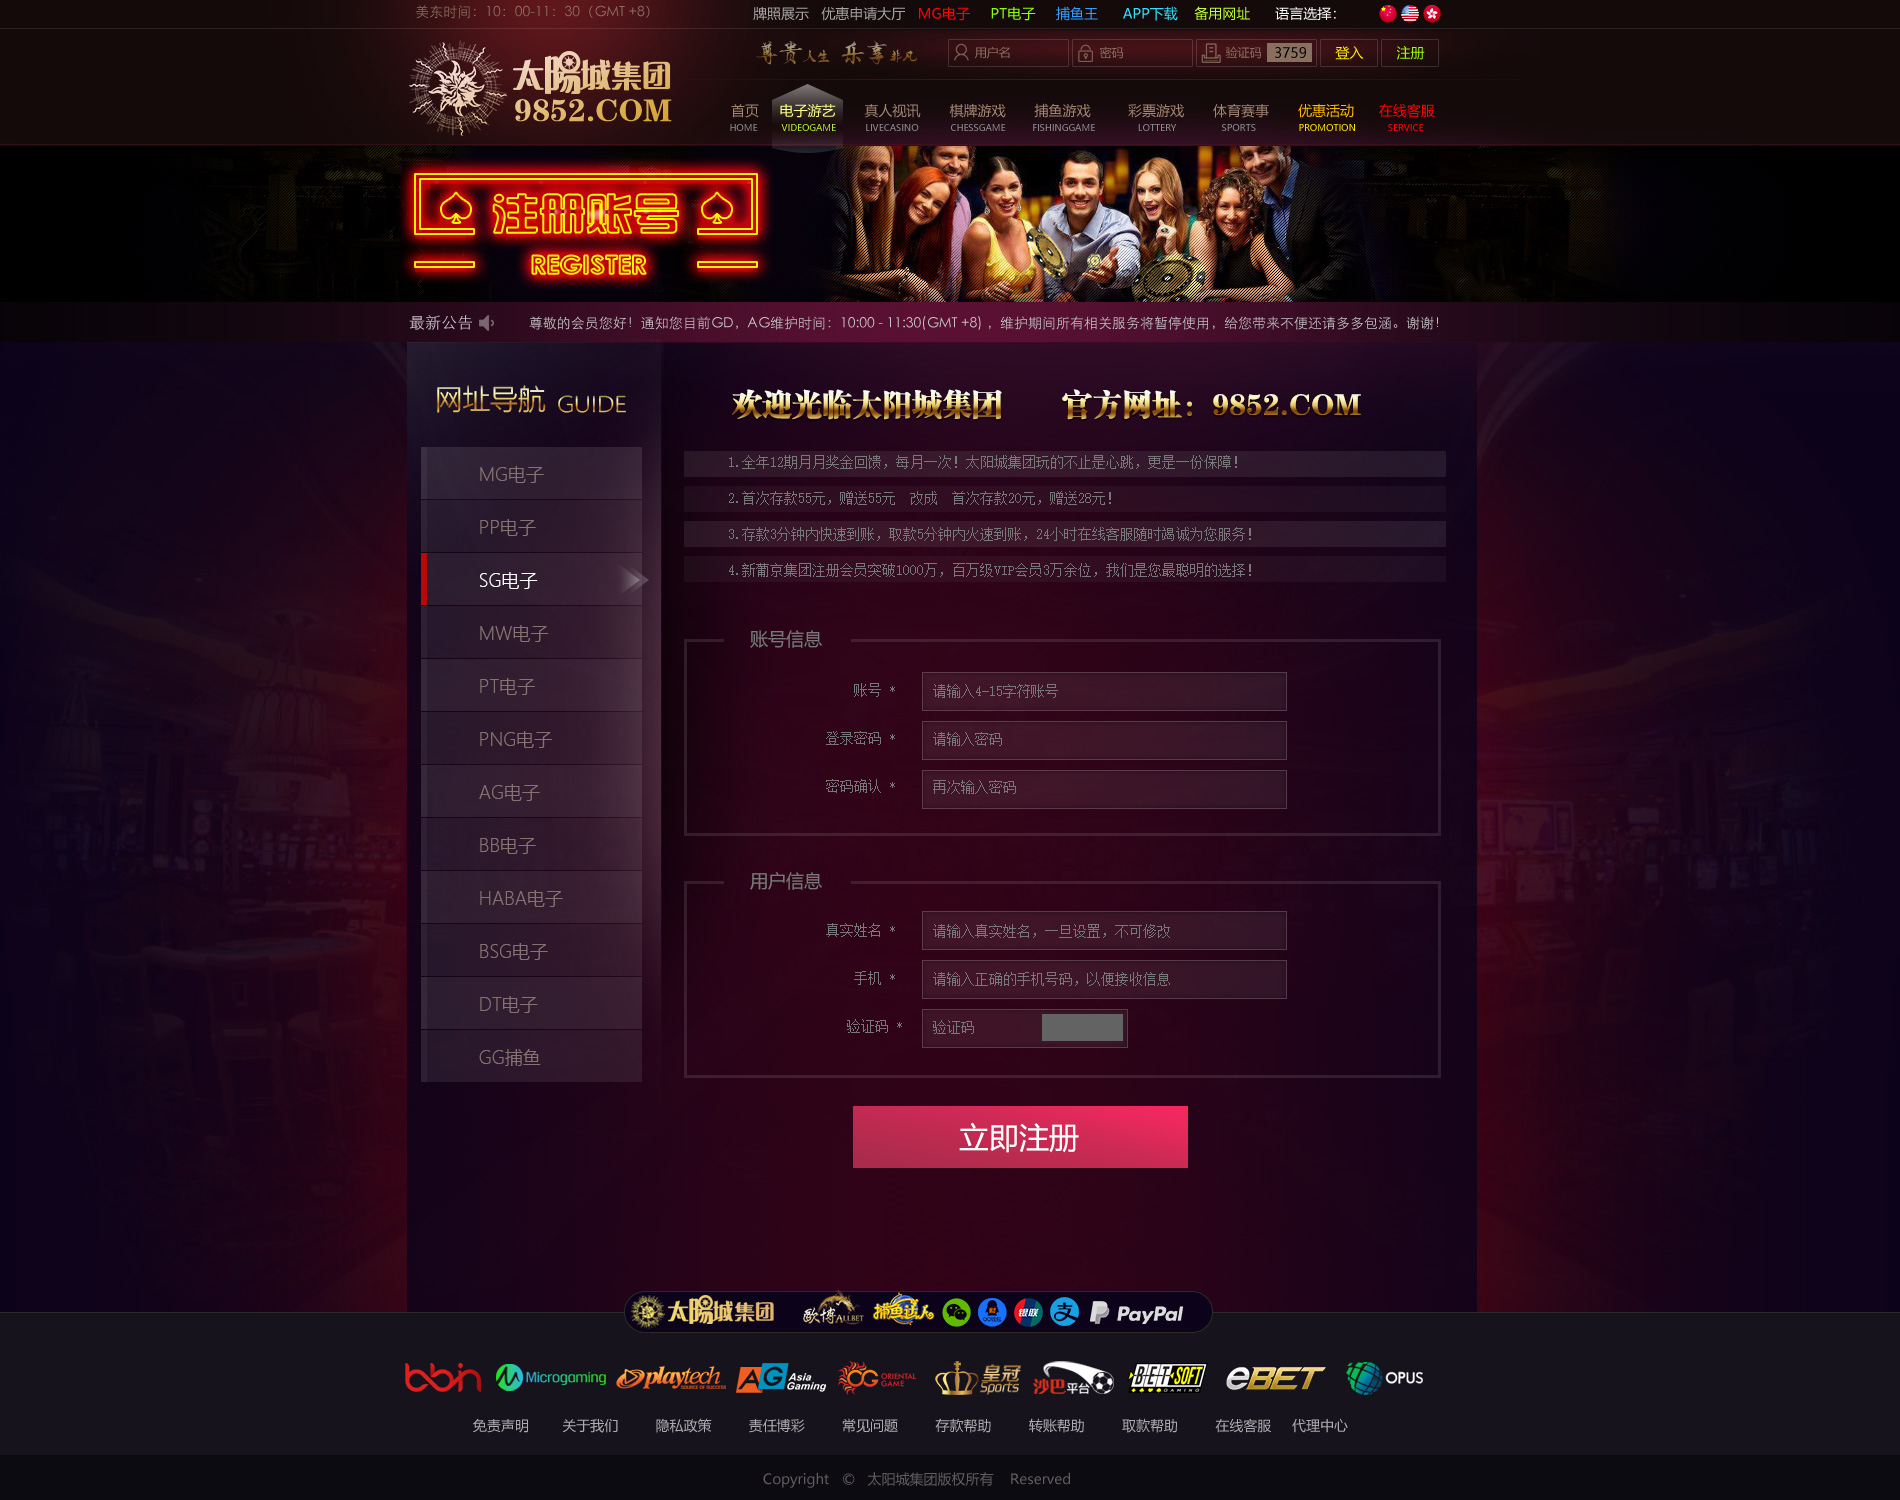 美东时间：10：00-11：30（GMT +8）
牌照展示 优惠申请大厅 MG电子 PT电子 捕鱼王 APP下载 备用网址 语言选择：
尊贵人生 乐享非凡 用户名 密码 验证码 3759 登入 注册
太陽城集团
9852.COM
首页 电子游艺 真人视讯 棋牌游戏 捕鱼游戏 彩票游戏 体育赛事 优惠活动 在线客服
HOME VIDEOGAME LIVECASINO CHESSGAME FISHINGGAME LOTTERY SPORTS PROMOTION SERVICE
注册账号
REGISTER
最新公告 尊敬的会员您好！通知您目前GD，AG维护时间：10:00 - 11:30(GMT +8) ，维护期间所有相关服务将暂停使用，给您带来不便还请多多包涵。谢谢！
网址导航 GUIDE
MG电子
PP电子
SG电子
MW电子
PT电子
PNG电子
AG电子
BB电子
HABA电子
BSG电子
DT电子
GG捕鱼
欢迎光临太阳城集团 官方网址：9852.COM
1.全年12期月月奖金回馈，每月一次！太阳城集团玩的不止是心跳，更是一份保障！
2.首次存款55元，赠送55元 改成 首次存款20元，赠送28元！
3.存款3分钟内快速到账，取款5分钟内火速到账，24小时在线客服随时竭诚为您服务！
4.新葡京集团注册会员突破1000万，百万级VIP会员3万余位，我们是您最聪明的选择！
账号信息
账号 * 请输入4-15字符账号
登录密码 * 请输入密码
密码确认 * 再次输入密码
用户信息
真实姓名 * 请输入真实姓名，一旦设置，不可修改
手机 * 请输入正确的手机号码，以便接收信息
验证码 * 验证码
立即注册
太陽城集团 歐博ALLBET 捕鱼达人 QQ钱包 银联 支 PayPal
bbin Microgaming playtech SOURCE OF SUCCESS AG Asia Gaming OG ORIENTAL GAME 皇冠 Sports 沙巴平台 BETSOFT GAMING eBET OPUS
免责声明 关于我们 隐私政策 责任博彩 常见问题 存款帮助 转账帮助 取款帮助 在线客服 代理中心
Copyright © 太阳城集团版权所有 Reserved